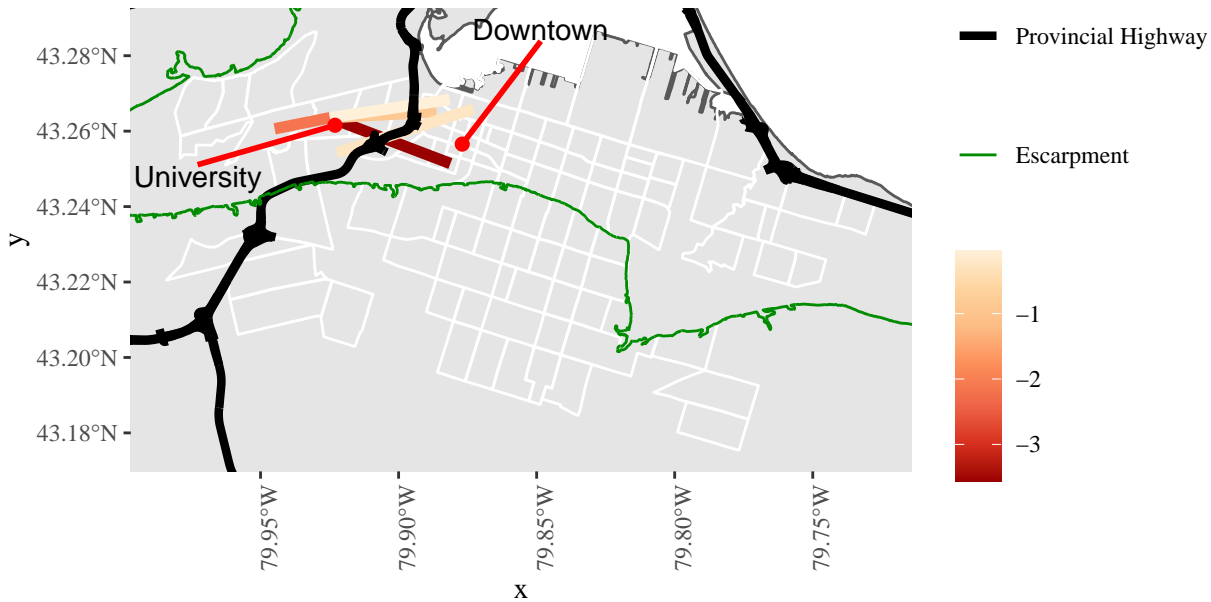 Downtown
University
43.28°N
43.26°N
43.24°N
43.22°N
43.20°N
43.18°N
y
79.95°W
79.90°W
79.85°W
79.80°W
79.75°W
x
Provincial Highway
Escarpment
−1
−2
−3